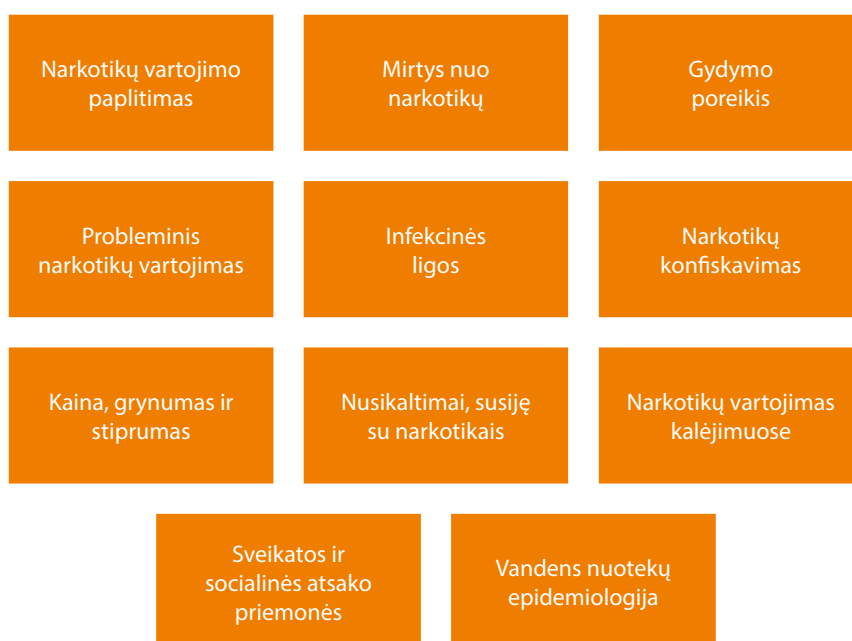 Narkotikų vartojimo
paplitimas
Mirtys nuo
narkotikų
Gydymo
poreikis
Probleminis
narkotikų vartojimas
Infekcinės
ligos
Narkotikų
konfiskavimas
Kaina, grynumas ir
stiprumas
Nusikaltimai, susiję
su narkotikais
Narkotikų vartojimas
kalėjimuose
Sveikatos ir
socialinės atsako
priemonės
Vandens nuotekų
epidemiologija